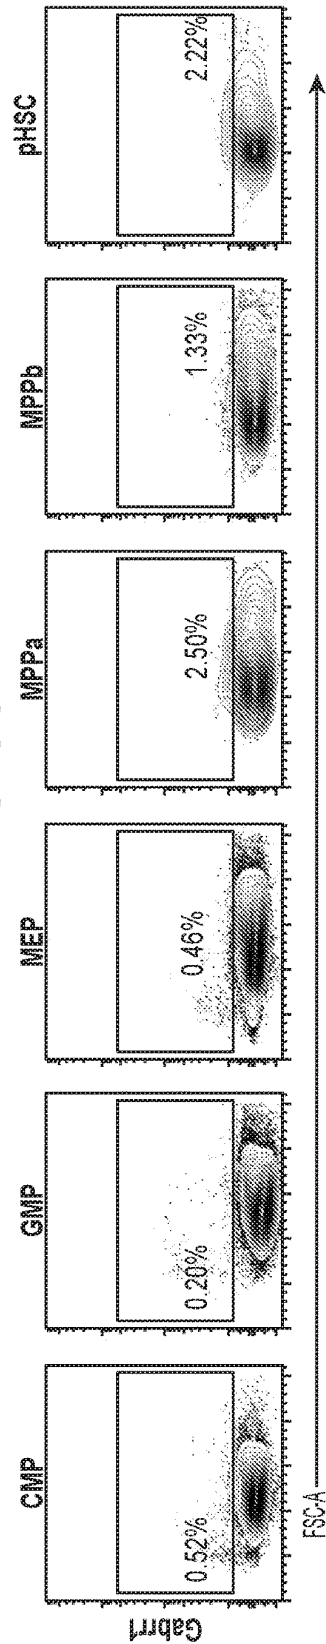 CMP
GMP
MEP
MPPa
MPPb
pHSC
Gabrr1
0.52%
0.20%
0.46%
2.50%
1.33%
2.22%
FSC-A